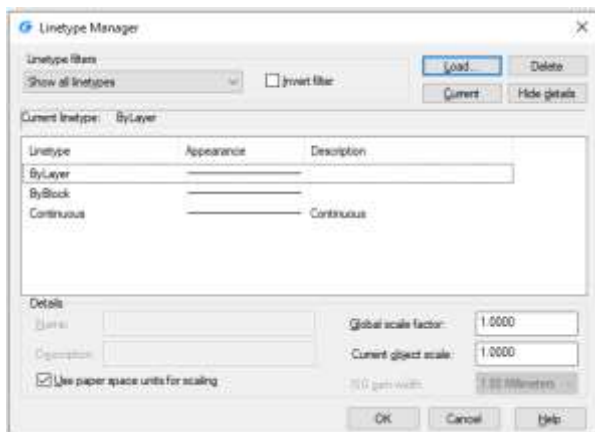 Linetype Manager
Linetype filters
Show all linetypes
Invert filter
Load...
Delete
Current
Hide details
Current linetype: ByLayer
Linetype Appearance Description
ByLayer
ByBlock
Continuous Continuous
Details
Name:
Description:
Global scale factor: 1.0000
Current object scale: 1.0000
ISO pen width: 1.00 Millimeters
Use paper space units for scaling
OK Cancel Help